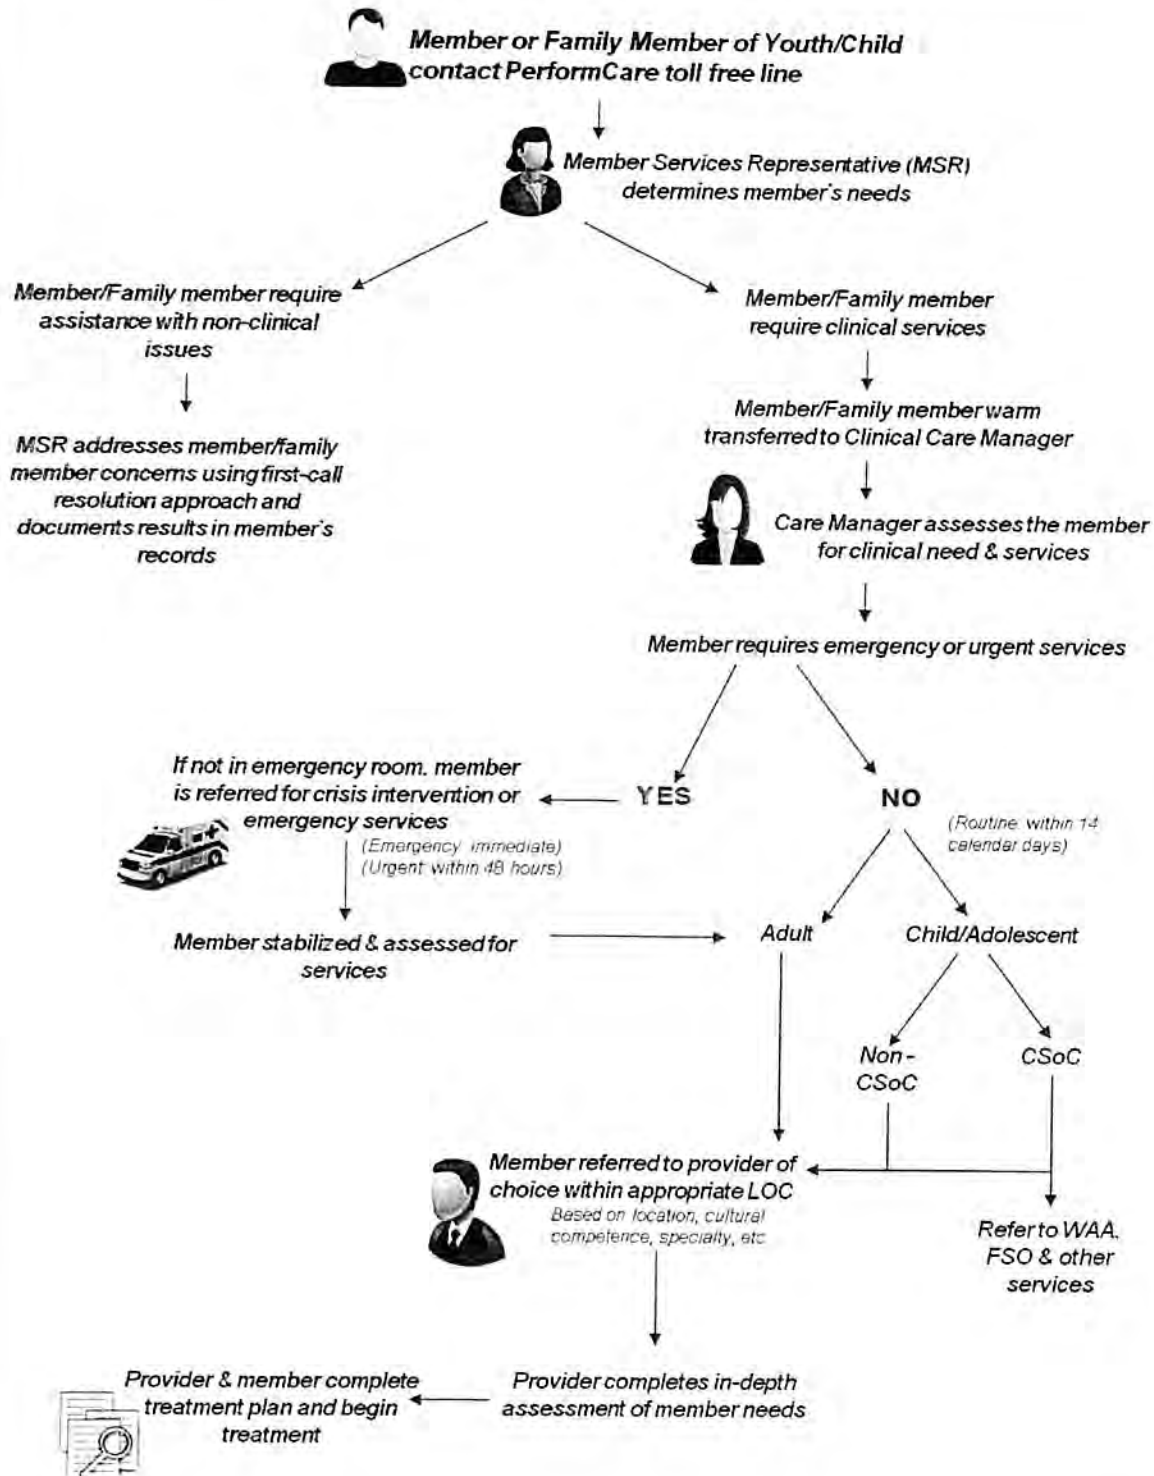 Member or Family Member of Youth/Child
contact PerformCare toll free line
Member Services Representative (MSR)
determines member's needs
Member/Family member require
assistance with non-clinical
issues
Member/Family member
require clinical services
MSR addresses member/family
member concerns using first-call
resolution approach and
documents results in member's
records
Member/Family member warm
transferred to Clinical Care Manager
Care Manager assesses the member
for clinical need & services
Member requires emergency or urgent services
YES
NO
(Routine within 14
calendar days)
If not in emergency room, member
is referred for crisis intervention or
emergency services
(Emergency immediate)
(Urgent within 48 hours)
Member stabilized & assessed for
services
Adult
Child/Adolescent
Non-
CSoC
CSoC
Member referred to provider of
choice within appropriate LOC
Based on location, cultural
competence, specialty, etc
Refer to WAA,
FSO & other
services
Provider completes in-depth
assessment of member needs
Provider & member complete
treatment plan and begin
treatment